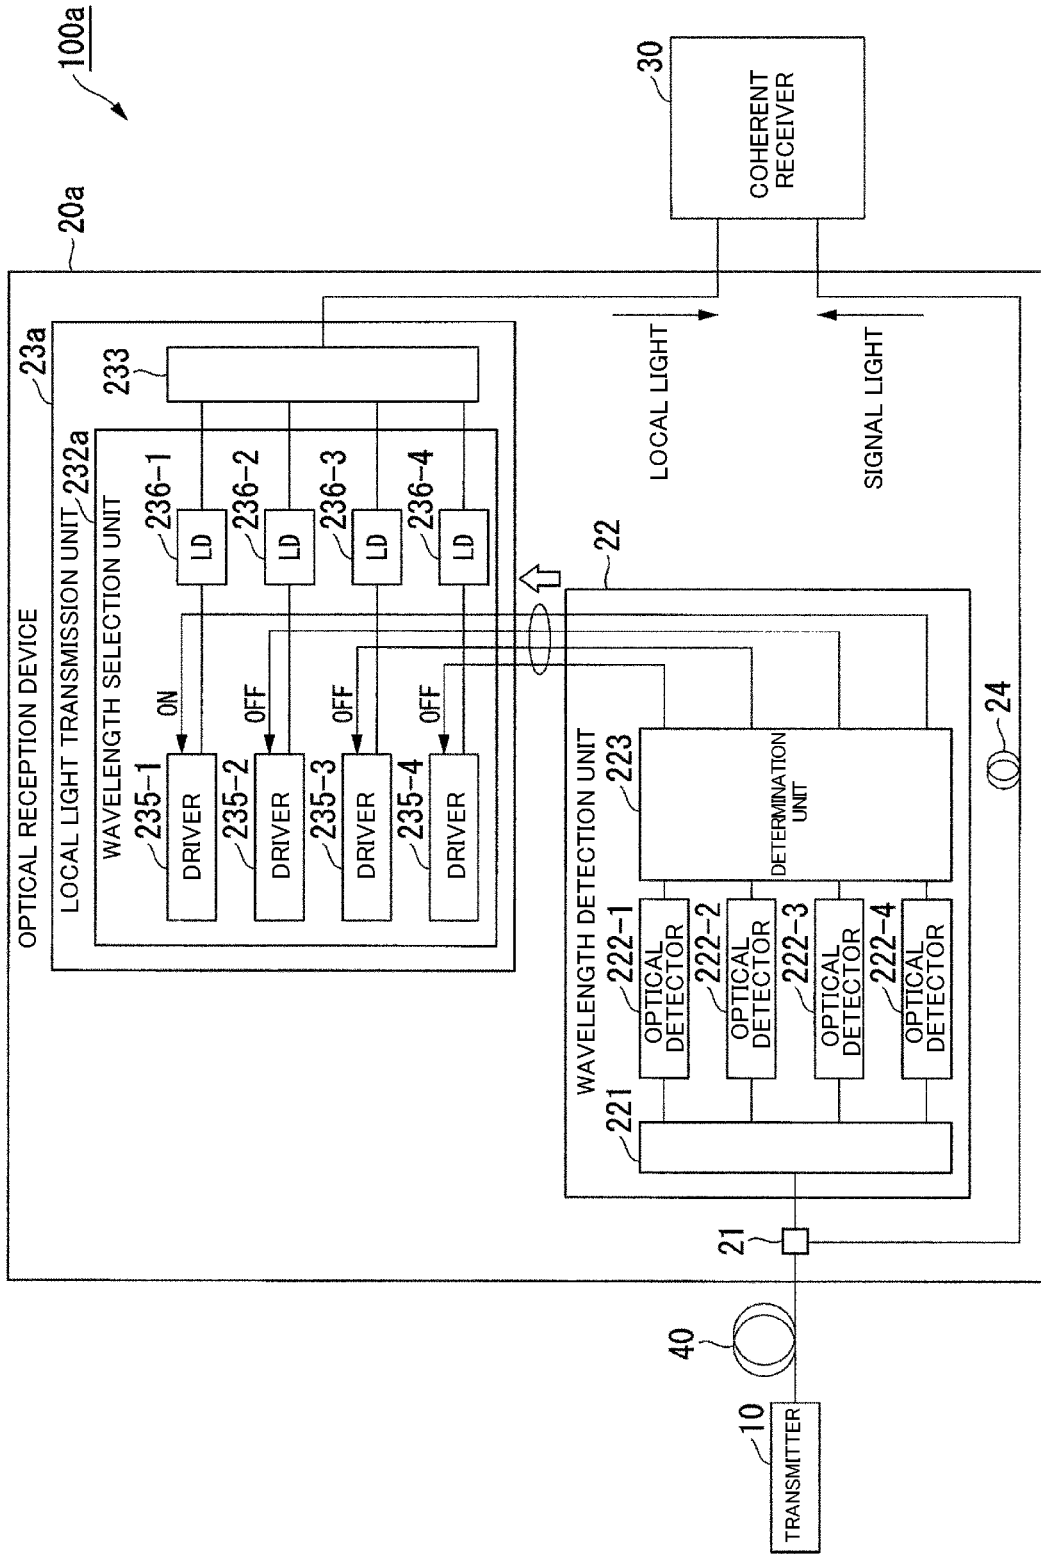 100a
OPTICAL RECEPTION DEVICE
20a
LOCAL LIGHT TRANSMISSION UNIT
23a
WAVELENGTH SELECTION UNIT
232a
235-1
DRIVER
ON
236-1
LD
233
235-2
DRIVER
OFF
236-2
LD
235-3
DRIVER
OFF
236-3
LD
235-4
DRIVER
OFF
236-4
LD
WAVELENGTH DETECTION UNIT
22
221
222-1
OPTICAL
DETECTOR
222-2
OPTICAL
DETECTOR
222-3
OPTICAL
DETECTOR
222-4
OPTICAL
DETECTOR
223
DETERMINATION
UNIT
LOCAL LIGHT
SIGNAL LIGHT
30
COHERENT
RECEIVER
10
TRANSMITTER
40
21
24